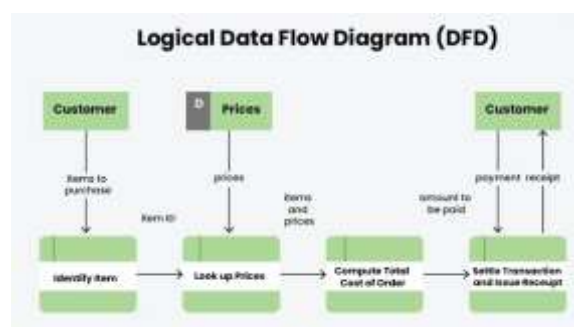 Logical Data Flow Diagram (DFD)
Customer
D
Prices
Customer
items to
purchase
prices
payment receipt
Item ID
items
and
prices
amount to
be paid
Identify Item
Look up Prices
Compute Total
Cost of Order
Settle Transaction
and Issue Receipt